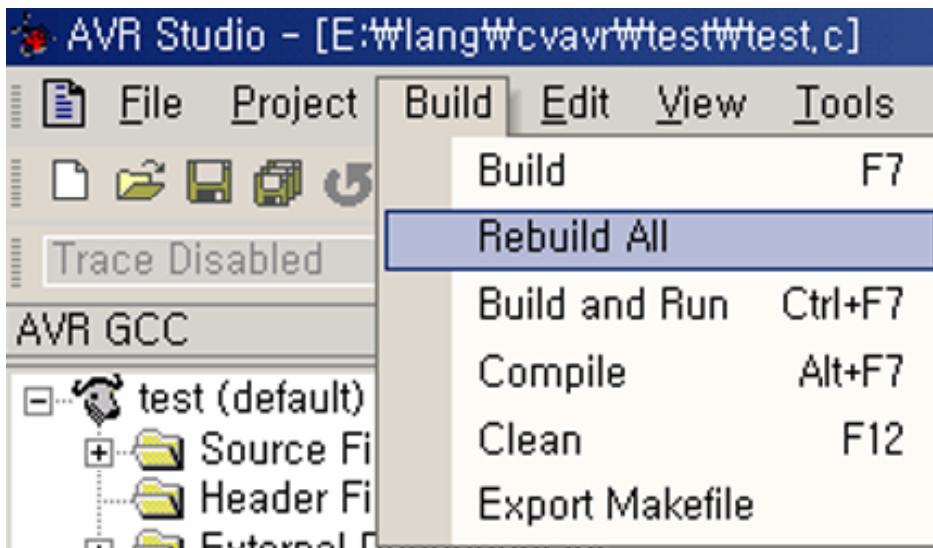 AVR Studio - [E:₩lang₩cvavr₩test₩test.c]
File Project Build Edit View Tools
Build F7
Rebuild All
Trace Disabled
Build and Run Ctrl+F7
AVR GCC
Compile Alt+F7
test (default)
Clean F12
Source Fi
Header Fi
Export Makefile